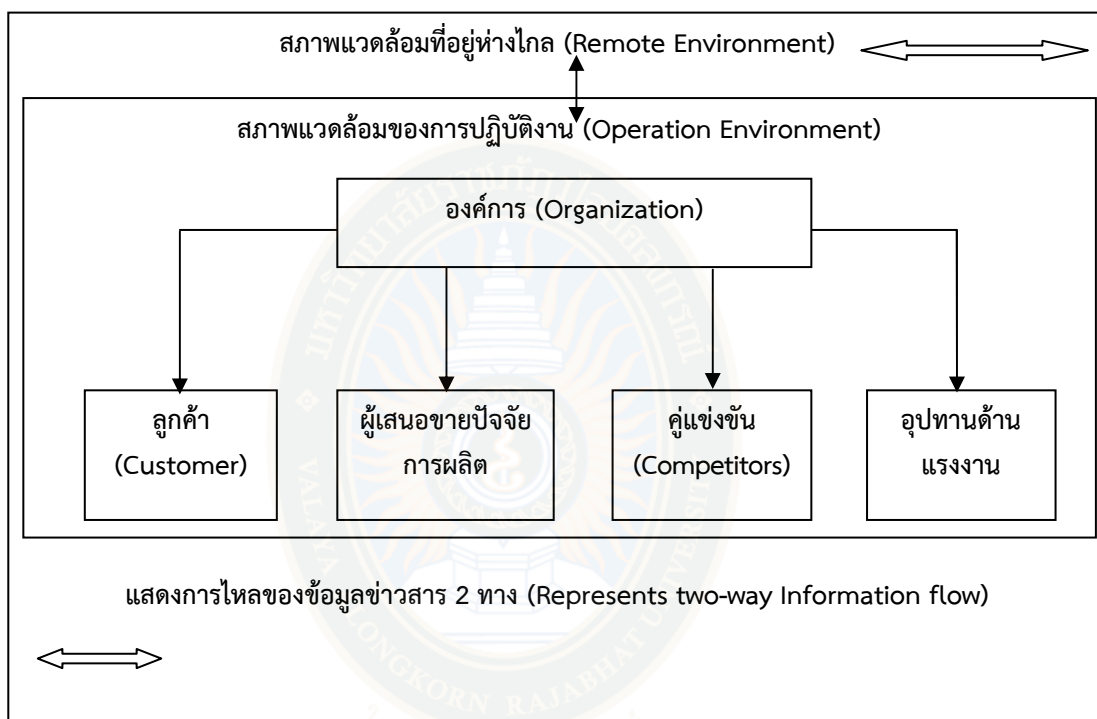 สภาพแวดล้อมที่อยู่ห่างไกล (Remote Environment)
สภาพแวดล้อมของการปฏิบัติงาน (Operation Environment)
องค์การ (Organization)
ลูกค้า
(Customer)
ผู้เสนอขายปัจจัย
การผลิต
คู่แข่งขัน
(Competitors)
อุปทานด้าน
แรงงาน
แสดงการไหลของข้อมูลข่าวสาร 2 ทาง (Represents two-way Information flow)